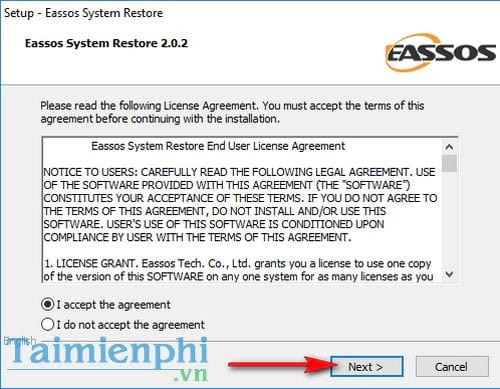 Setup - Eassos System Restore
Eassos System Restore 2.0.2
EASSOS
Please read the following License Agreement. You must accept the terms of this
agreement before continuing with the installation.
Eassos System Restore End User License Agreement
NOTICE TO USERS: CAREFULLY READ THE FOLLOWING LEGAL AGREEMENT. USE
OF THE SOFTWARE PROVIDED WITH THIS AGREEMENT (THE "SOFTWARE")
CONSTITUTES YOUR ACCEPTANCE OF THESE TERMS. IF YOU DO NOT AGREE TO
THE TERMS OF THIS AGREEMENT, DO NOT INSTALL AND/OR USE THIS
SOFTWARE. USER'S USE OF THIS SOFTWARE IS CONDITIONED UPON
COMPLIANCE BY USER WITH THE TERMS OF THIS AGREEMENT.
1. LICENSE GRANT. Eassos Tech. Co., Ltd. grants you a license to use one copy
of the version of this SOFTWARE on any one system for as many licenses as you
I accept the agreement
I do not accept the agreement
English
Taimienphi
.vn
Next >
Cancel